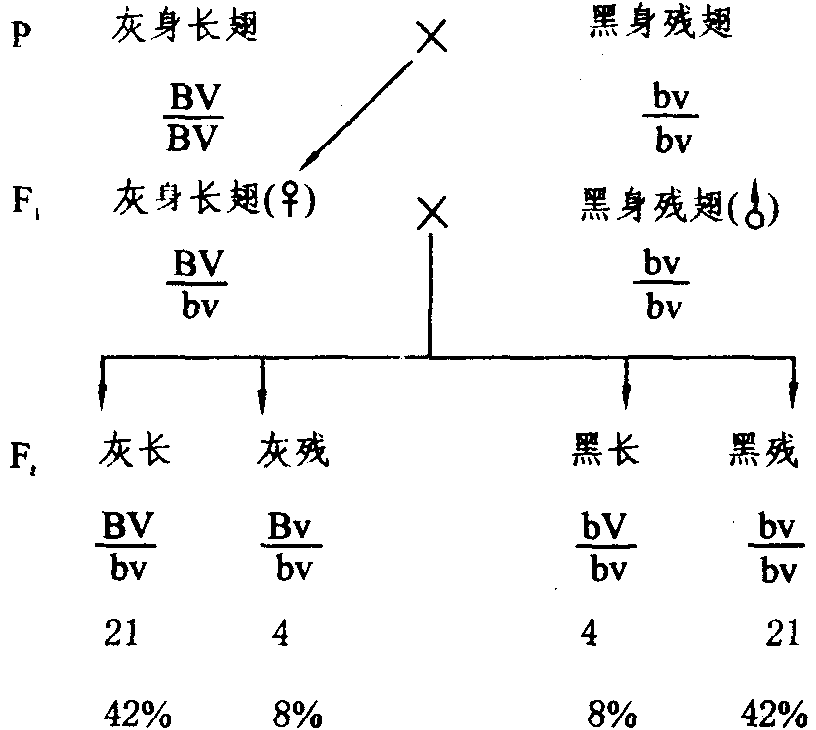 P 灰身长翅 × 黑身残翅
BV bv
BV bv
F1 灰身长翅(♀) × 黑身残翅(♂)
BV bv
bv bv
Ft 灰长 灰残 黑长 黑残
BV Bv bV bv
bv bv bv bv
21 4 4 21
42% 8% 8% 42%